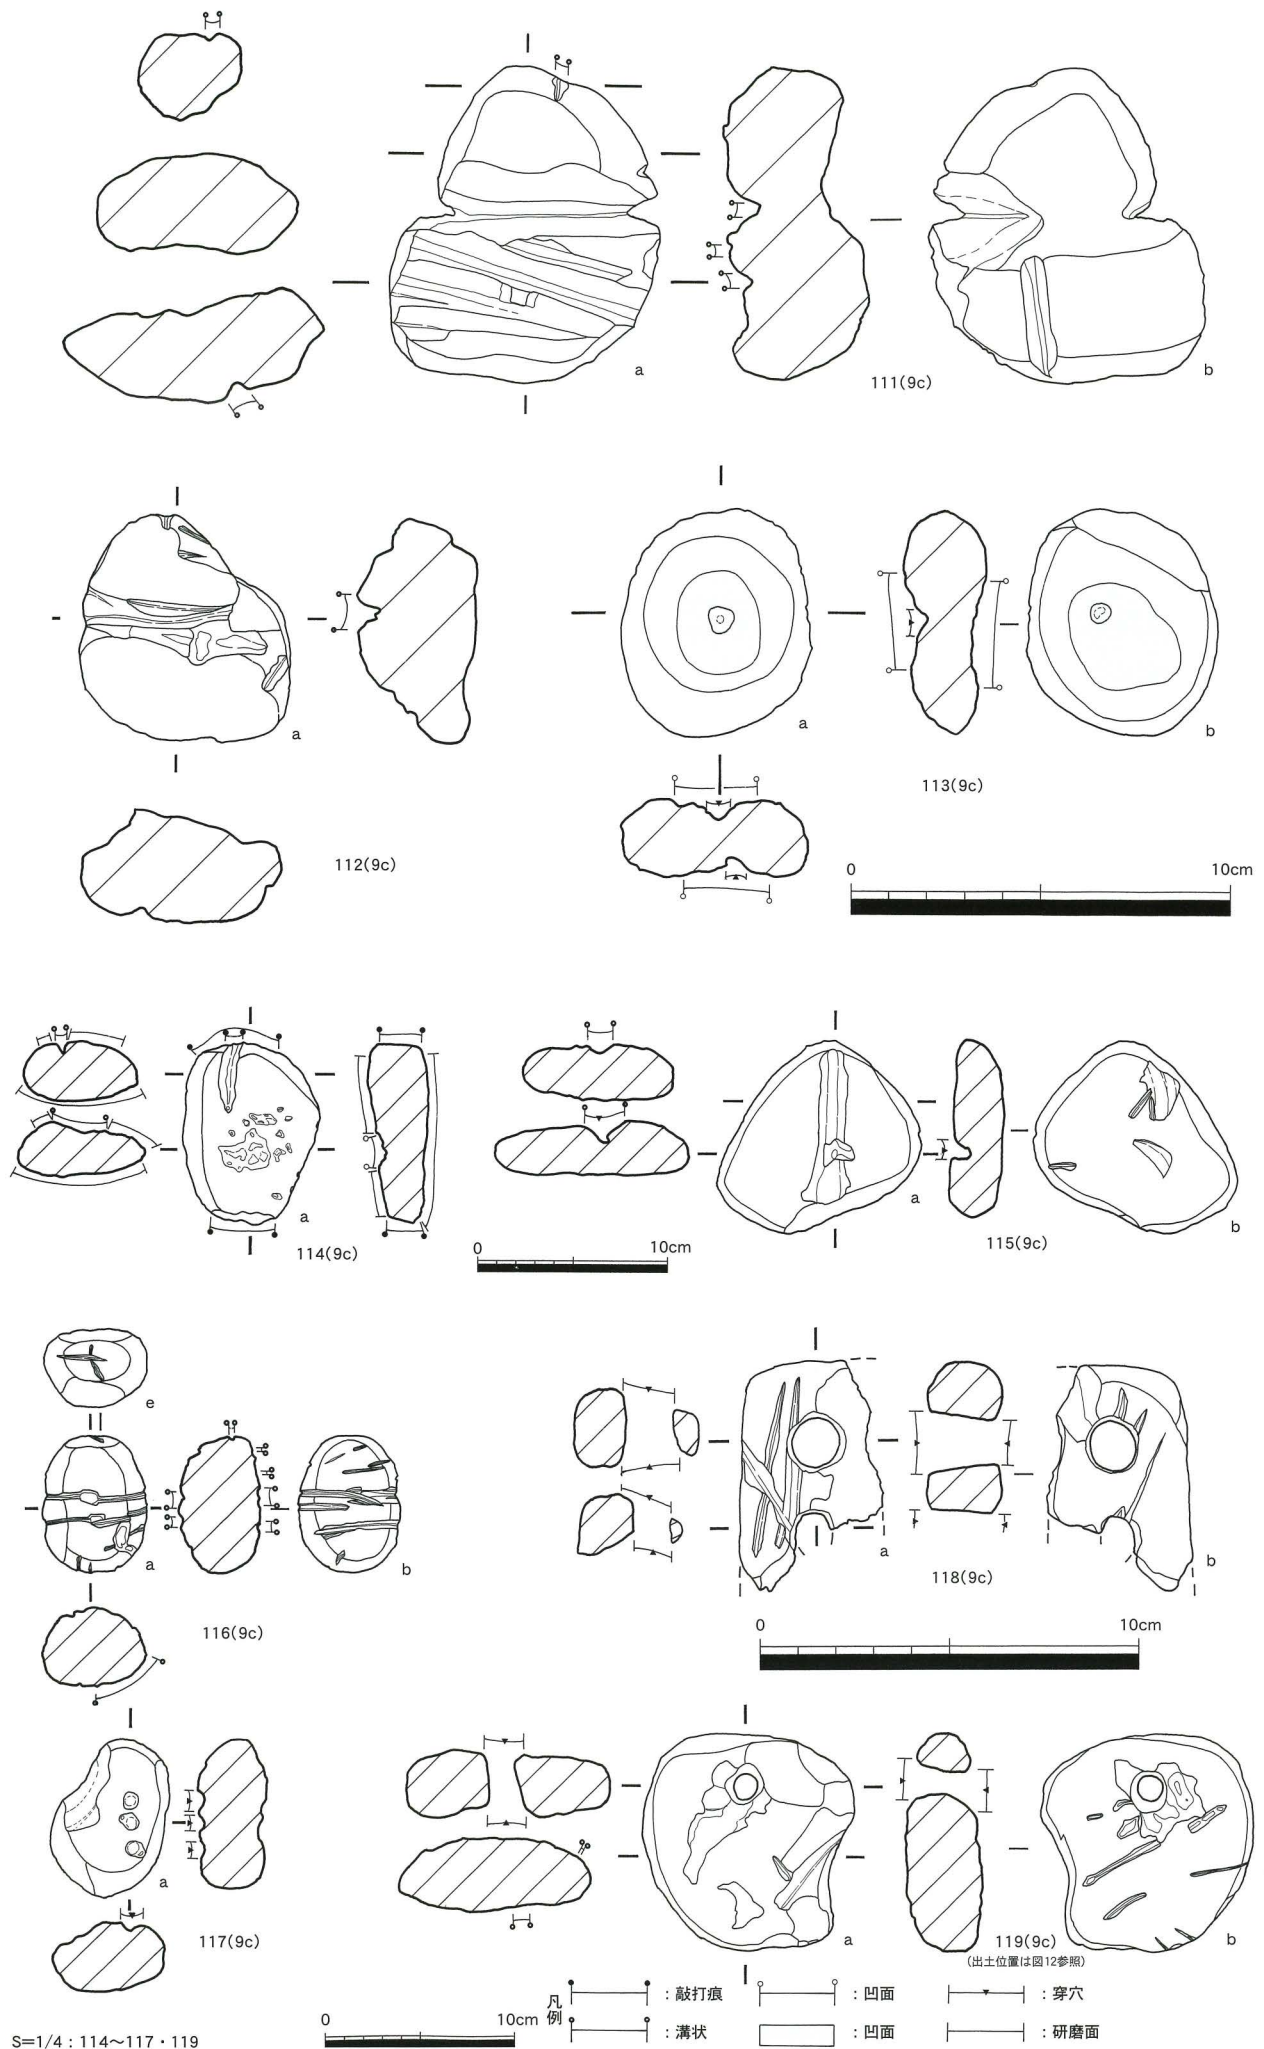 a
111(9c)
b
a
112(9c)
a
113(9c)
b
0 10cm
a
114(9c)
0 10cm
a
115(9c)
b
e
a
b
116(9c)
a
118(9c)
b
0 10cm
a
117(9c)
a
119(9c)
(出土位置は図12参照)
b
凡例
：敲打痕 ：凹面 ：穿穴
：溝状 ：凹面 ：研磨面
0 10cm
S=1/4：114〜117・119